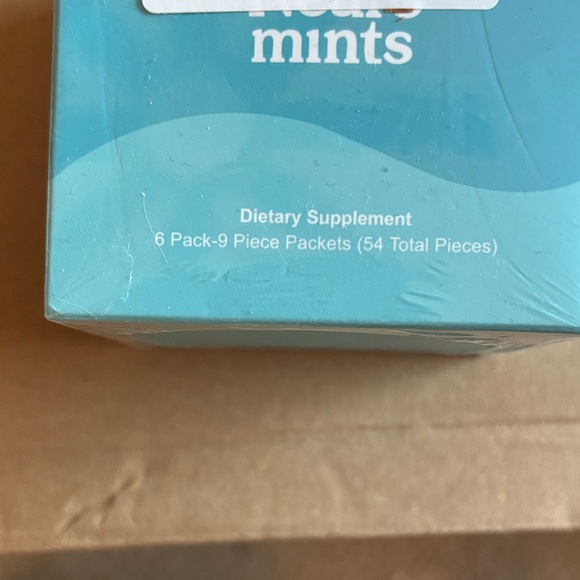 mints
Dietary Supplement
6 Pack-9 Piece Packets (54 Total Pieces)